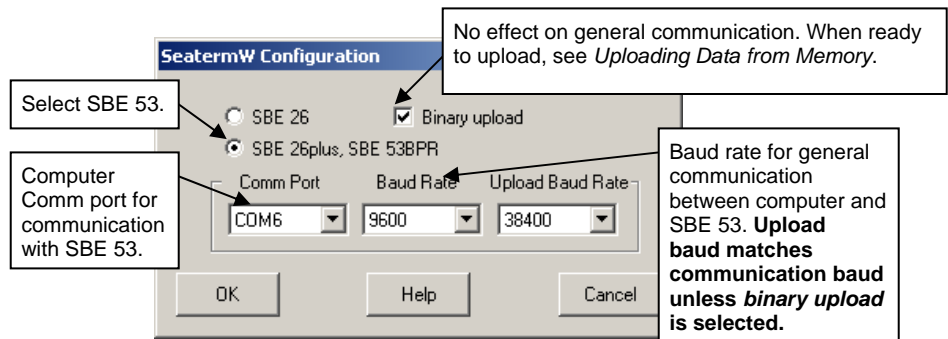 No effect on general communication. When ready
to upload, see Uploading Data from Memory.
SeatermW Configuration
Select SBE 53.
SBE 26
Binary upload
SBE 26plus, SBE 53BPR
Computer
Comm port for
communication
with SBE 53.
Comm Port
Baud Rate
Upload Baud Rate
COM6
9600
38400
Baud rate for general
communication
between computer and
SBE 53. Upload
baud matches
communication baud
unless binary upload
is selected.
OK
Help
Cancel